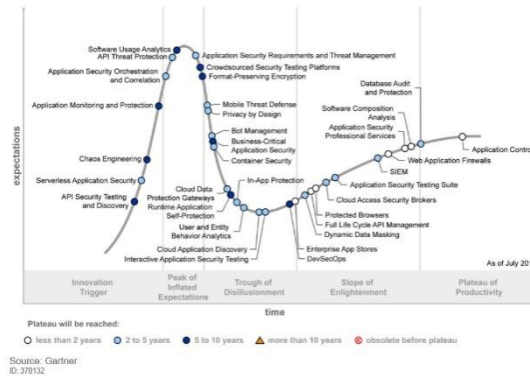 expectations
Software Usage Analytics
API Threat Protection
Application Security Orchestration
and Correlation
Application Monitoring and Protection
Chaos Engineering
Serverless Application Security
API Security Testing
and Discovery
Application Security Requirements and Threat Management
Crowdsourced Security Testing Platforms
Format-Preserving Encryption
Mobile Threat Defense
Privacy by Design
Bot Management
Business-Critical
Application Security
Container Security
Cloud Data
Protection Gateways
Runtime Application
Self-Protection
In-App Protection
User and Entity
Behavior Analytics
Cloud Application Discovery
Interactive Application Security Testing
Enterprise App Stores
DevSecOps
Dynamic Data Masking
Full Life Cycle API Management
Protected Browsers
Cloud Access Security Brokers
Application Security Testing Suite
SIEM
Web Application Firewalls
Application Security
Professional Services
Software Composition
Analysis
Database Audit
and Protection
Application Control
As of July 201
Innovation
Trigger
Peak of
Inflated
Expectations
Trough of
Disillusionment
Slope of
Enlightenment
Plateau of
Productivity
time
Plateau will be reached:
less than 2 years
2 to 5 years
5 to 10 years
more than 10 years
obsolete before plateau
Source: Gartner
ID: 370132